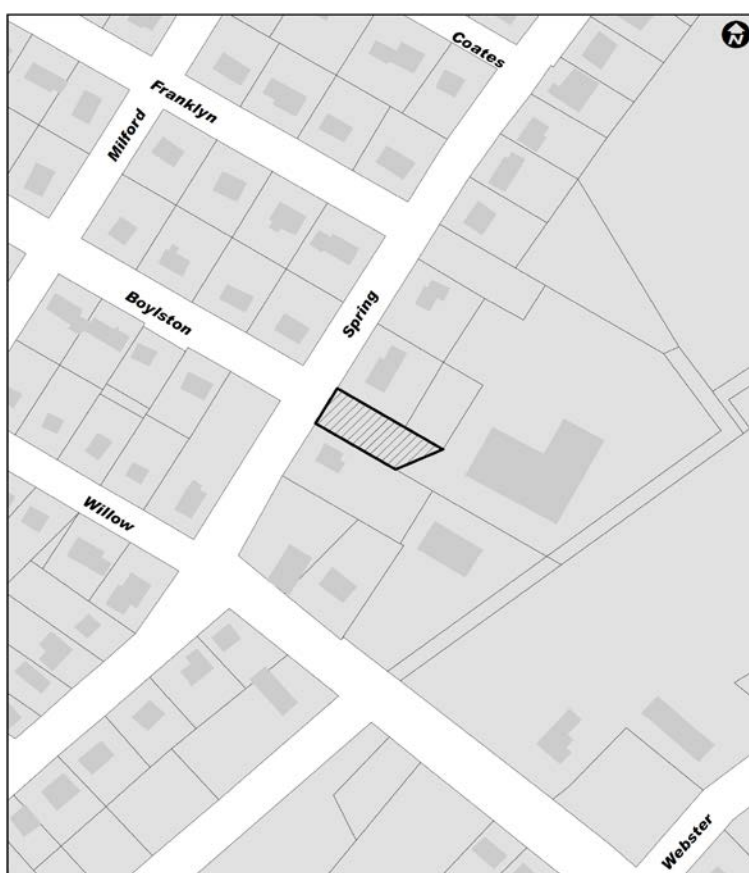 Coates
N
Franklyn
Milford
Spring
Boylston
Willow
Webster